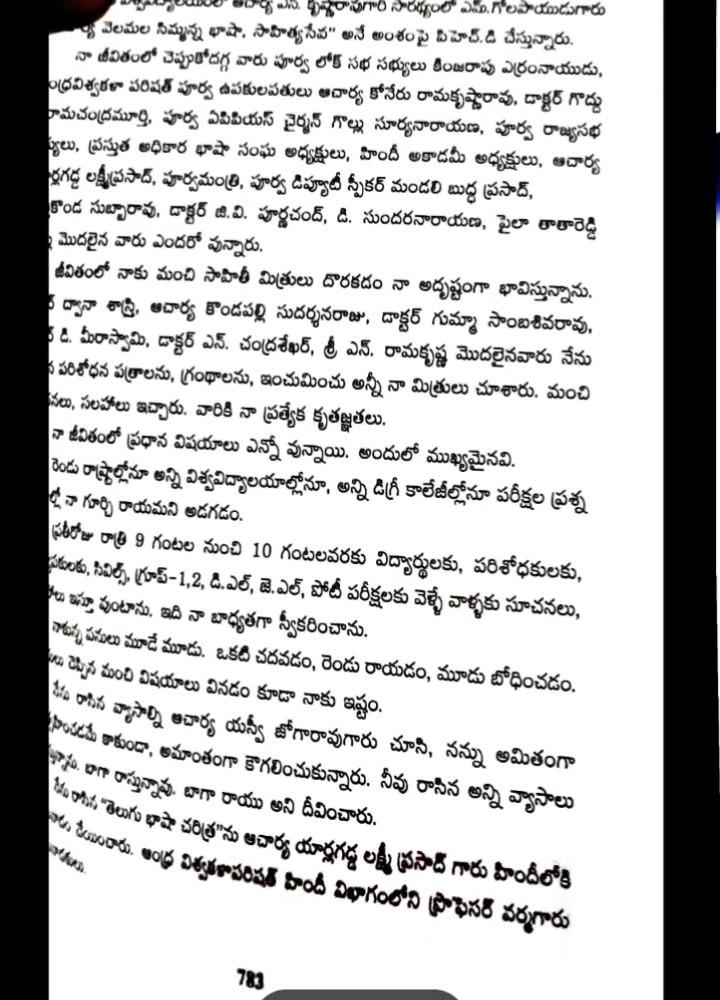 ఆచార్య ఎన్. కృష్ణారావుగారి సారథ్యంలో ఎమ్.గోలపాయుడుగారు
వెలమల సిమ్మన్న భాషా, సాహిత్యసేవ" అనే అంశంపై పిహెచ్.డి చేస్తున్నారు.
నా జీవితంలో చెప్పుకోదగ్గ వారు పూర్వ లోక్ సభ సభ్యులు కింజరాపు ఎర్రంనాయుడు,
పరిషత్ పూర్వ ఉపకులపతులు ఆచార్య కోనేరు రామకృష్ణారావు, డాక్టర్ గొద్దు
రామచంద్రమూర్తి, పూర్వ ఏపిపియస్ చైర్మన్ గొల్లు సూర్యనారాయణ, పూర్వ రాజ్యసభ
ప్రస్తుత అధికార భాషా సంఘ అధ్యక్షులు, హిందీ అకాడమీ అధ్యక్షులు, ఆచార్య
లక్ష్మీప్రసాద్, పూర్వమంత్రి, పూర్వ డిప్యూటీ స్పీకర్ మండలి బుద్ధ ప్రసాద్,
సుబ్బారావు, డాక్టర్ జి.వి. పూర్ణచంద్, డి. సుందరనారాయణ, పైలా తాతారెడ్డి
మొదలైన వారు ఎందరో వున్నారు.
జీవితంలో నాకు మంచి సాహితీ మిత్రులు దొరకడం నా అదృష్టంగా భావిస్తున్నాను.
ద్వానా శాస్త్రి, ఆచార్య కొండపల్లి సుదర్శనరాజు, డాక్టర్ గుమ్మా సాంబశివరావు,
డి. మీరాస్వామి, డాక్టర్ ఎన్. చంద్రశేఖర్, శ్రీ ఎన్. రామకృష్ణ మొదలైనవారు నేను
పరిశోధన పత్రాలను, గ్రంథాలను, ఇంచుమించు అన్నీ నా మిత్రులు చూశారు. మంచి
సలహాలు ఇచ్చారు. వారికి నా ప్రత్యేక కృతజ్ఞతలు.
నా జీవితంలో ప్రధాన విషయాలు ఎన్నో వున్నాయి. అందులో ముఖ్యమైనవి.
రెండు రాష్ట్రాల్లోనూ అన్ని విశ్వవిద్యాలయాల్లోనూ, అన్ని డిగ్రీ కాలేజీల్లోనూ పరీక్షల ప్రశ్న
నా గూర్చి రాయమని అడగడం.
ప్రతీరోజు రాత్రి 9 గంటల నుంచి 10 గంటలవరకు విద్యార్థులకు, పరిశోధకులకు,
సివిల్స్, గ్రూప్-1,2, డి.ఎల్, జె.ఎల్, పోటీ పరీక్షలకు వెళ్ళే వాళ్ళకు సూచనలు,
ఇస్తూ వుంటాను. ఇది నా బాధ్యతగా స్వీకరించాను.
నాకున్న పనులు మూడే మూడు. ఒకటి చదవడం, రెండు రాయడం, మూడు బోధించడం.
చెప్పిన మంచి విషయాలు వినడం కూడా నాకు ఇష్టం.
నేను రాసిన వ్యాసాల్ని ఆచార్య యస్వీ జోగారావుగారు చూసి, నన్ను అమితంగా
కాకుండా, అమాంతంగా కౌగలించుకున్నారు. నీవు రాసిన అన్ని వ్యాసాలు
బాగా రాస్తున్నావు. బాగా రాయు అని దీవించారు.
నేను రాసిన "తెలుగు భాషా చరిత్ర"ను ఆచార్య యార్లగడ్డ లక్ష్మీ ప్రసాద్ గారు హిందీలోకి
చేయించారు. ఆంధ్ర విశ్వకళాపరిషత్ హిందీ విభాగంలోని ప్రొఫెసర్ వర్మగారు
783